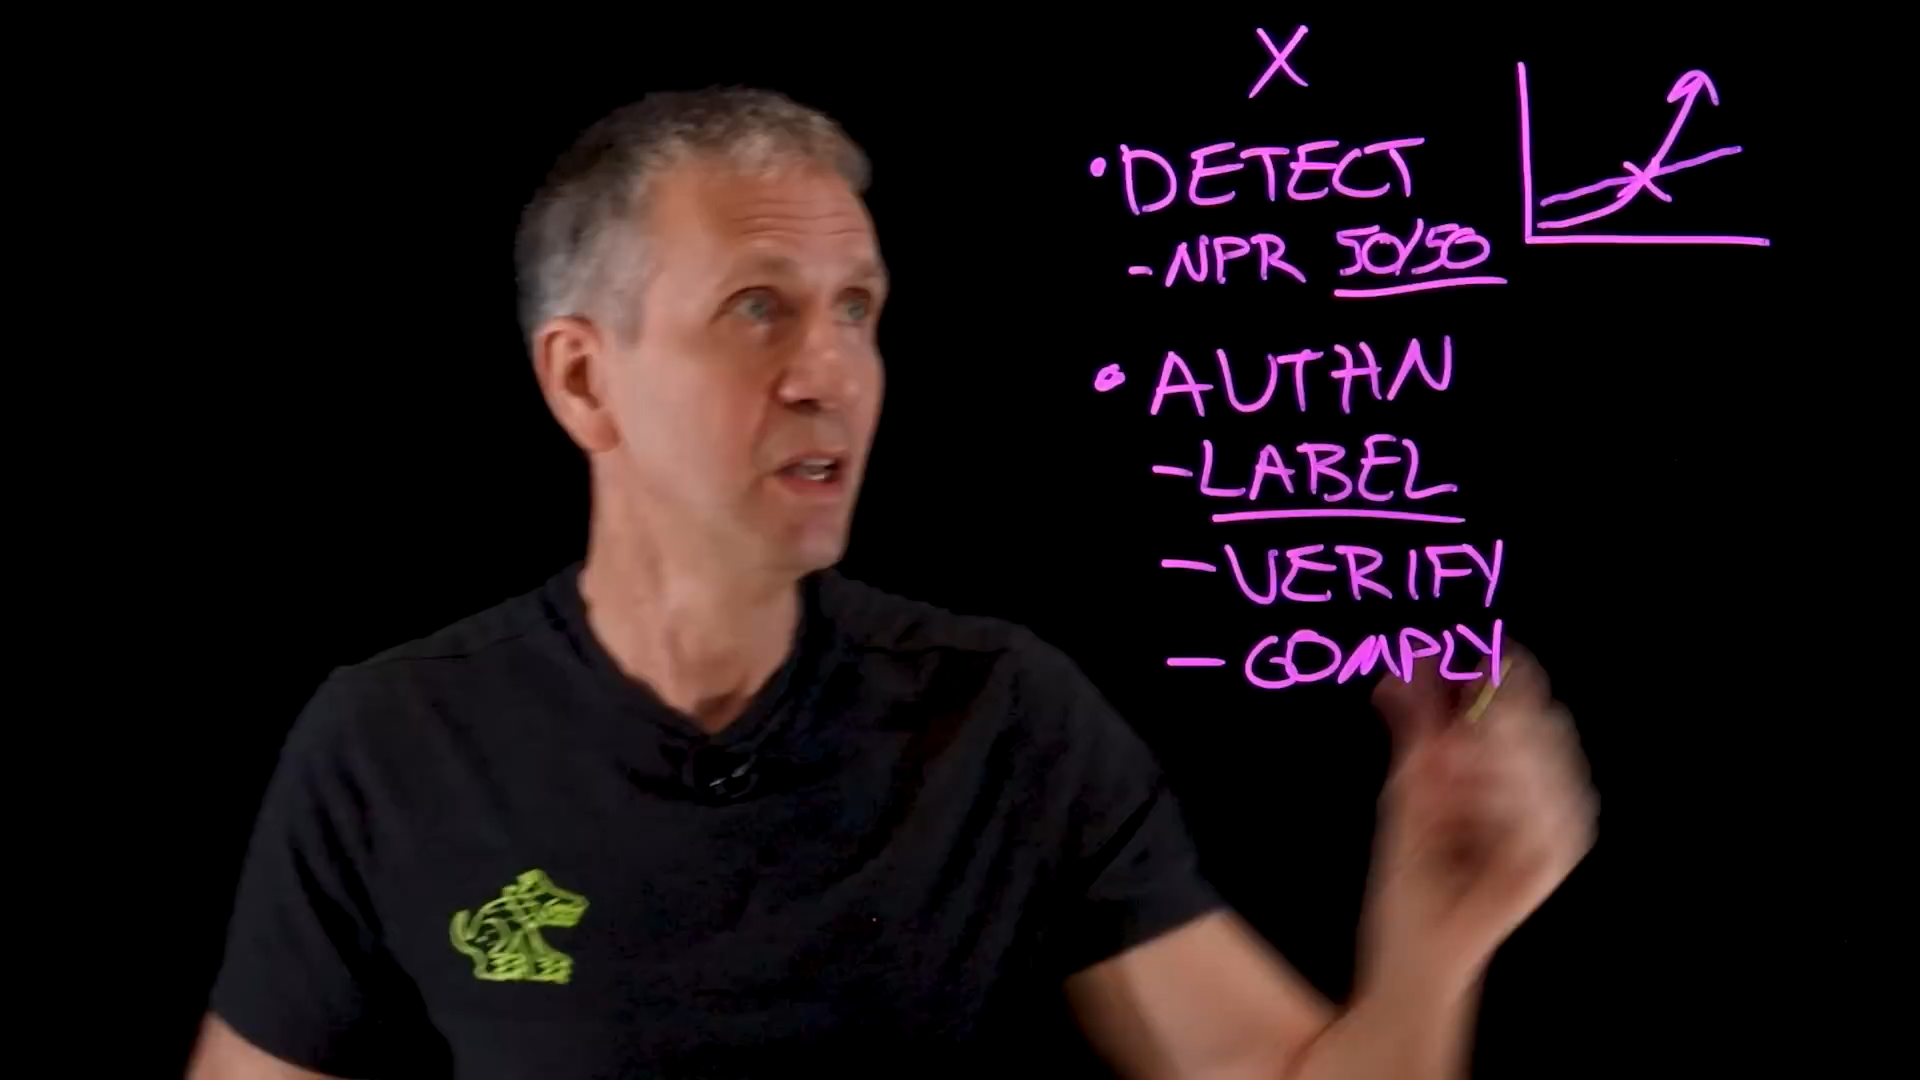 X
• DETECT
- NPR 50/50
• AUTHN
- LABEL
- VERIFY
- COMPLY